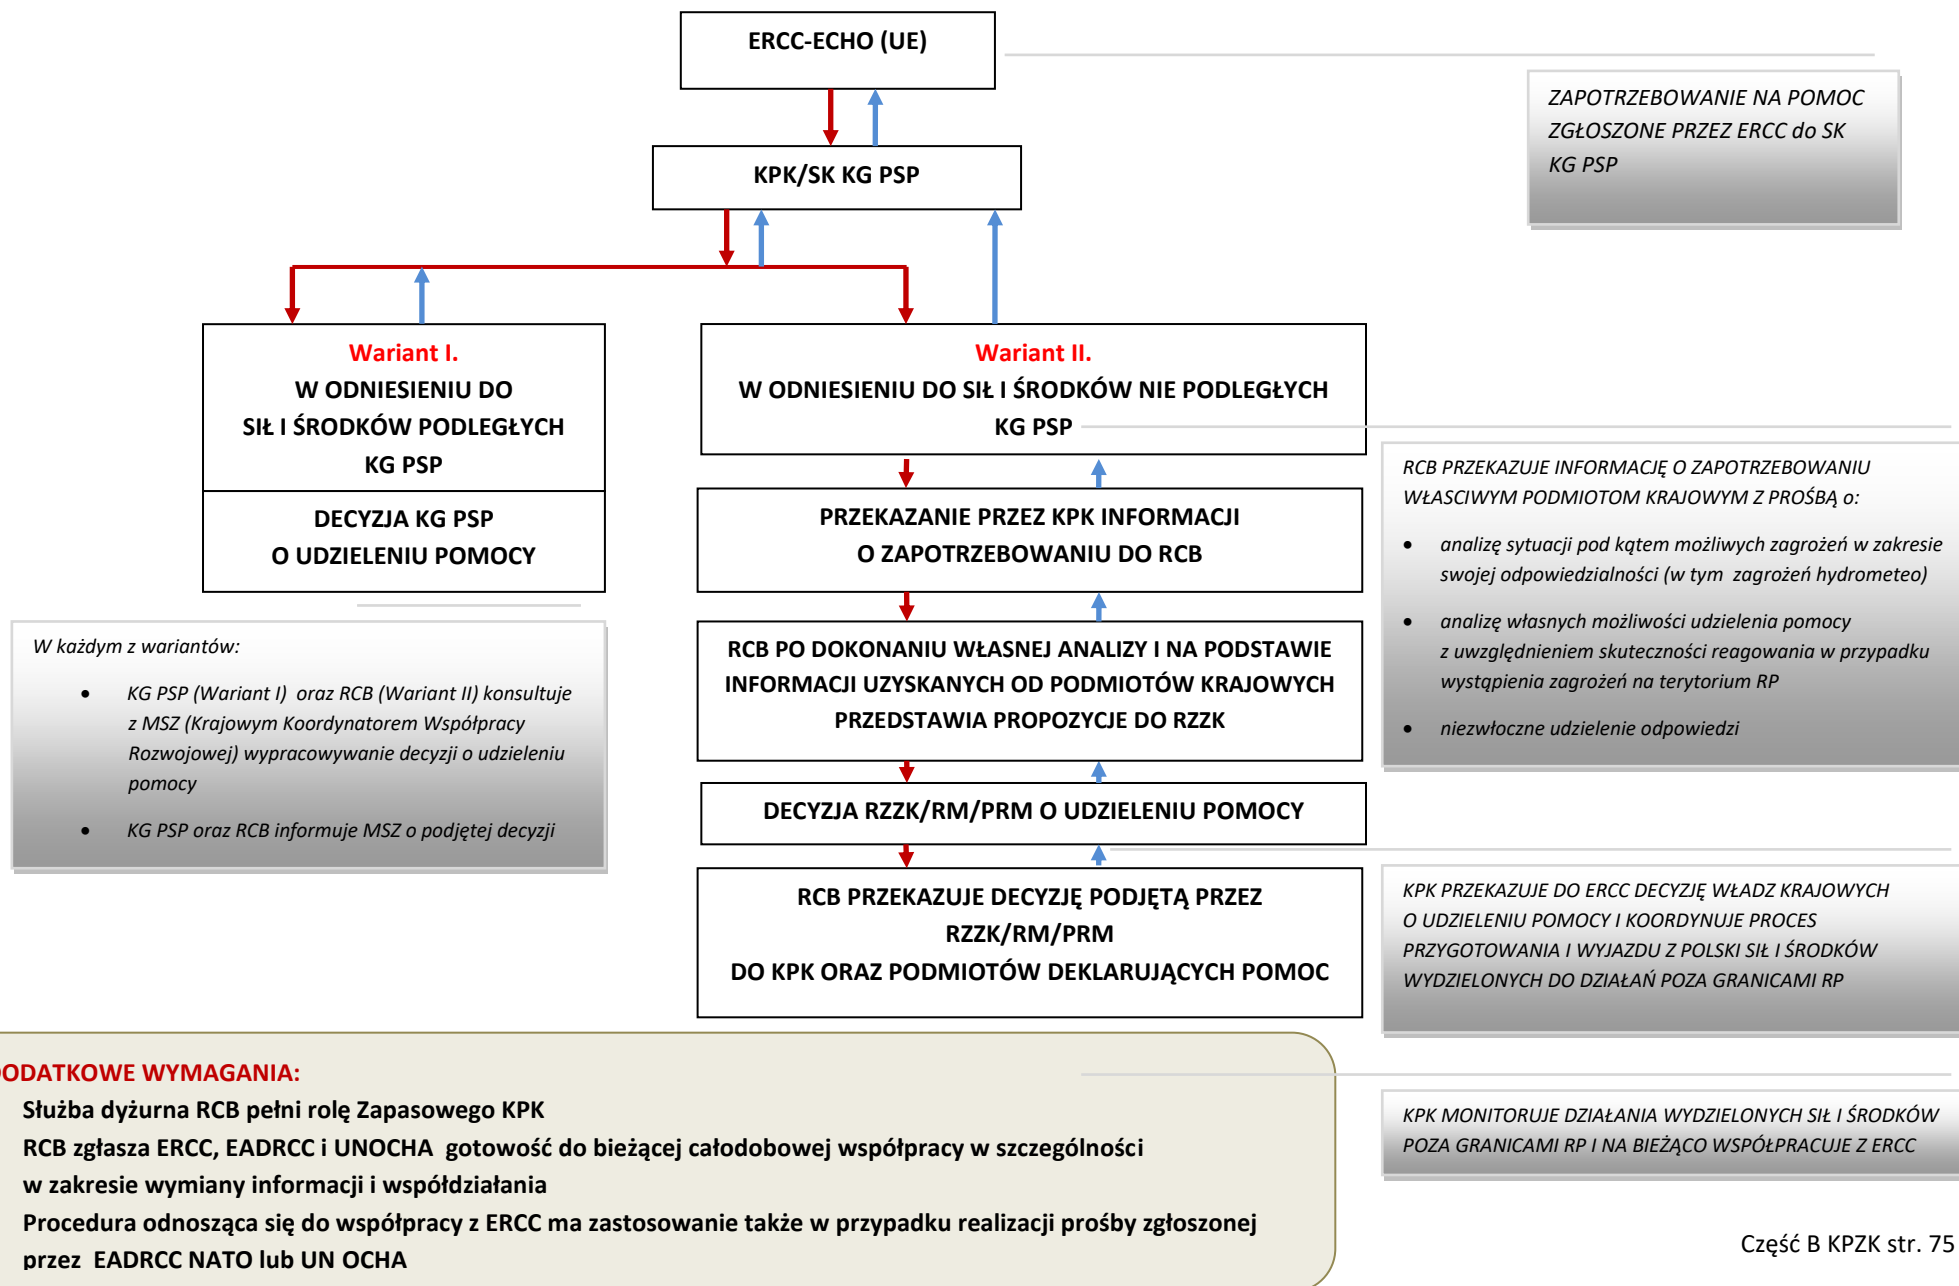 ERCC-ECHO (UE)
ZAPOTRZEBOWANIE NA POMOC
ZGŁOSZONE PRZEZ ERCC do SK
KG PSP
KPK/SK KG PSP
Wariant I.
W ODNIESIENIU DO
SIŁ I ŚRODKÓW PODLEGŁYCH
KG PSP
DECYZJA KG PSP
O UDZIELENIU POMOCY
Wariant II.
W ODNIESIENIU DO SIŁ I ŚRODKÓW NIE PODLEGŁYCH
KG PSP
PRZEKAZANIE PRZEZ KPK INFORMACJI
O ZAPOTRZEBOWANIU DO RCB
RCB PO DOKONANIU WŁASNEJ ANALIZY I NA PODSTAWIE
INFORMACJI UZYSKANYCH OD PODMIOTÓW KRAJOWYCH
PRZEDSTAWIA PROPOZYCJE DO RZZK
DECYZJA RZZK/RM/PRM O UDZIELENIU POMOCY
RCB PRZEKAZUJE DECYZJĘ PODJĘTĄ PRZEZ
RZZK/RM/PRM
DO KPK ORAZ PODMIOTÓW DEKLARUJĄCYCH POMOC
W każdym z wariantów:
• KG PSP (Wariant I) oraz RCB (Wariant II) konsultuje
z MSZ (Krajowym Koordynatorem Współpracy
Rozwojowej) wypracowywanie decyzji o udzieleniu
pomocy
• KG PSP oraz RCB informuje MSZ o podjętej decyzji
RCB PRZEKAZUJE INFORMACJĘ O ZAPOTRZEBOWANIU
WŁASCIWYM PODMIOTOM KRAJOWYM Z PROŚBĄ o:
• analizę sytuacji pod kątem możliwych zagrożeń w zakresie
swojej odpowiedzialności (w tym zagrożeń hydrometeo)
• analizę własnych możliwości udzielenia pomocy
z uwzględnieniem skuteczności reagowania w przypadku
wystąpienia zagrożeń na terytorium RP
• niezwłoczne udzielenie odpowiedzi
KPK PRZEKAZUJE DO ERCC DECYZJĘ WŁADZ KRAJOWYCH
O UDZIELENIU POMOCY I KOORDYNUJE PROCES
PRZYGOTOWANIA I WYJAZDU Z POLSKI SIŁ I ŚRODKÓW
WYDZIELONYCH DO DZIAŁAŃ POZA GRANICAMI RP
KPK MONITORUJE DZIAŁANIA WYDZIELONYCH SIŁ I ŚRODKÓW
POZA GRANICAMI RP I NA BIEŻĄCO WSPÓŁPRACUJE Z ERCC
DODATKOWE WYMAGANIA:
Służba dyżurna RCB pełni rolę Zapasowego KPK
RCB zgłasza ERCC, EADRCC i UNOCHA gotowość do bieżącej całodobowej współpracy w szczególności
w zakresie wymiany informacji i współdziałania
Procedura odnosząca się do współpracy z ERCC ma zastosowanie także w przypadku realizacji prośby zgłoszonej
przez EADRCC NATO lub UN OCHA
Część B KPZK str. 75